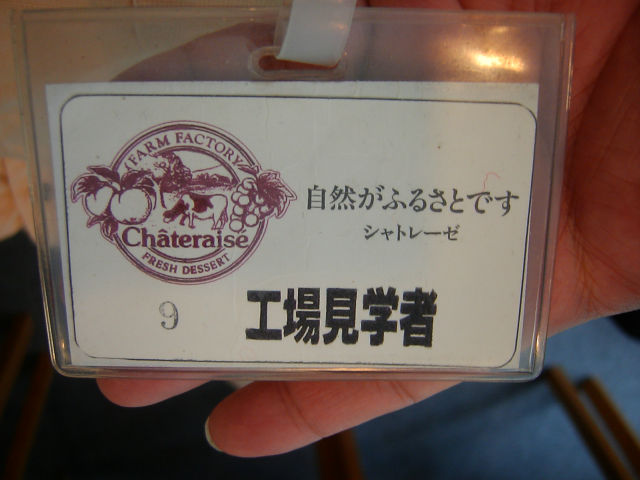 FARM FACTORY
Châteraisé
FRESH DESSERT
自然がふるさとです
シャトレーゼ
9
工場見学者